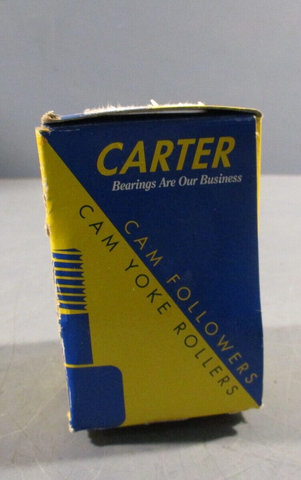 CARTER
Bearings Are Our Business
CAM FOLLOWERS
CAM YOKE ROLLERS